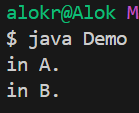 alokr@Alok M
$ java Demo
in A.
in B.